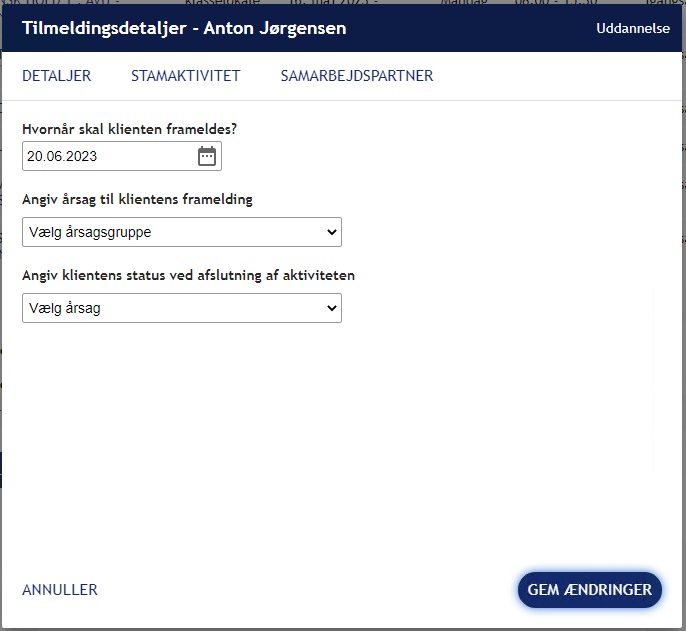 Tilmeldingsdetaljer - Anton Jørgensen
Uddannelse
DETALJER STAMAKTIVITET SAMARBEJDSPARTNER
Hvornår skal klienten frameldes?
20.06.2023
Angiv årsag til klientens framelding
Vælg årsagsgruppe
Angiv klientens status ved afslutning af aktiviteten
Vælg årsag
ANNULLER
GEM ÆNDRINGER